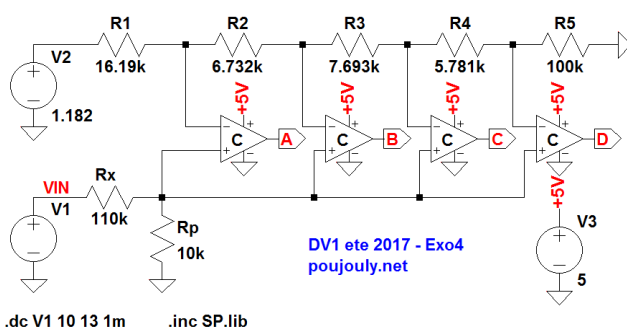 R1 R2 R3 R4 R5
V2
16.19k 6.732k 7.693k 5.781k 100k
+5V +5V +5V +5V
1.182
C A C B C C C D
VIN Rx +5V
V1 V3
110k Rp
10k
DV1 ete 2017 - Exo4
poujouly.net
5
.dc V1 10 13 1m .inc SP.lib